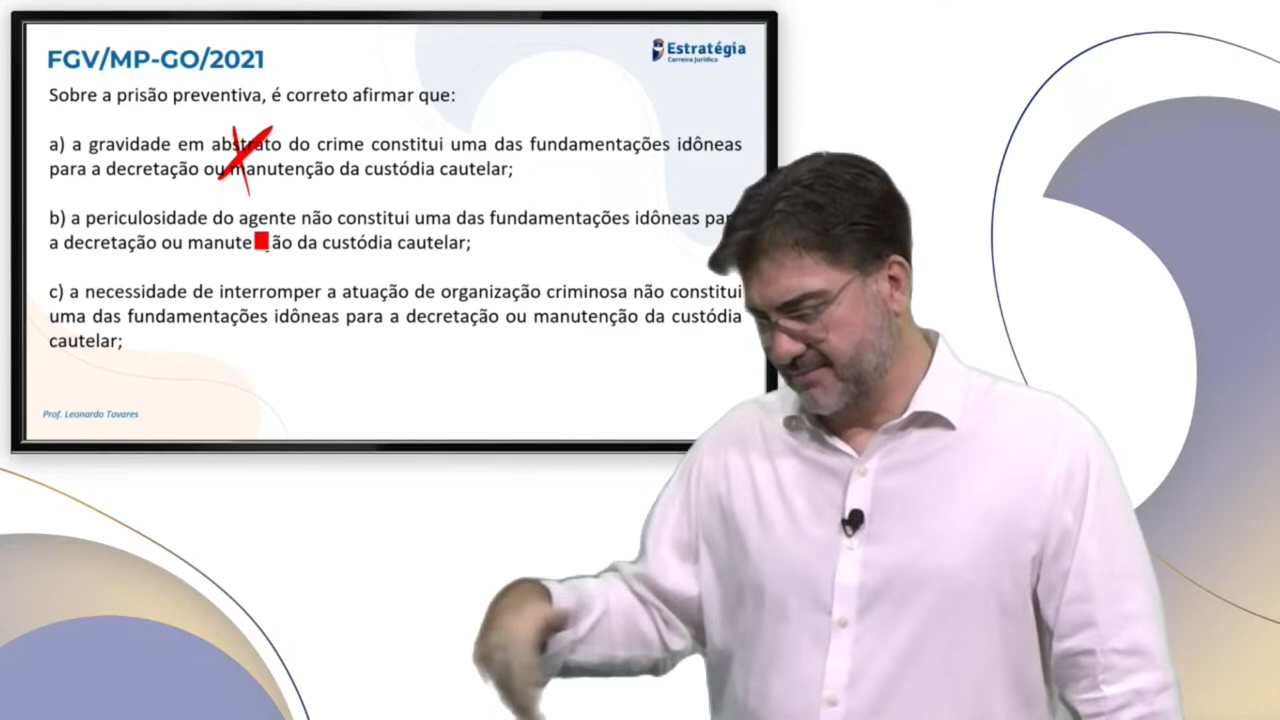 FGV/MP-GO/2021
Estratégia
Carreira Jurídica
Sobre a prisão preventiva, é correto afirmar que:
a) a gravidade em abstrato do crime constitui uma das fundamentações idôneas
para a decretação ou manutenção da custódia cautelar;
b) a periculosidade do agente não constitui uma das fundamentações idôneas
a decretação ou da custódia cautelar;
c) a necessidade de interromper a atuação de organização criminosa não constitui
uma das fundamentações idôneas para a decretação ou manutenção da custódia
cautelar;
Prof. Leonardo Tavares